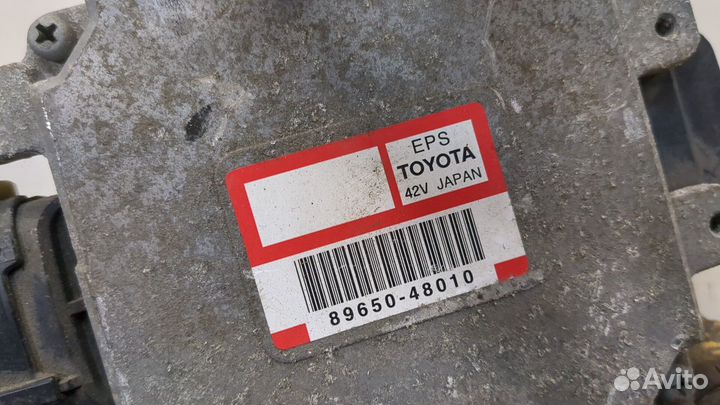 EPS
TOYOTA
42V JAPAN
89650-48010
Avito